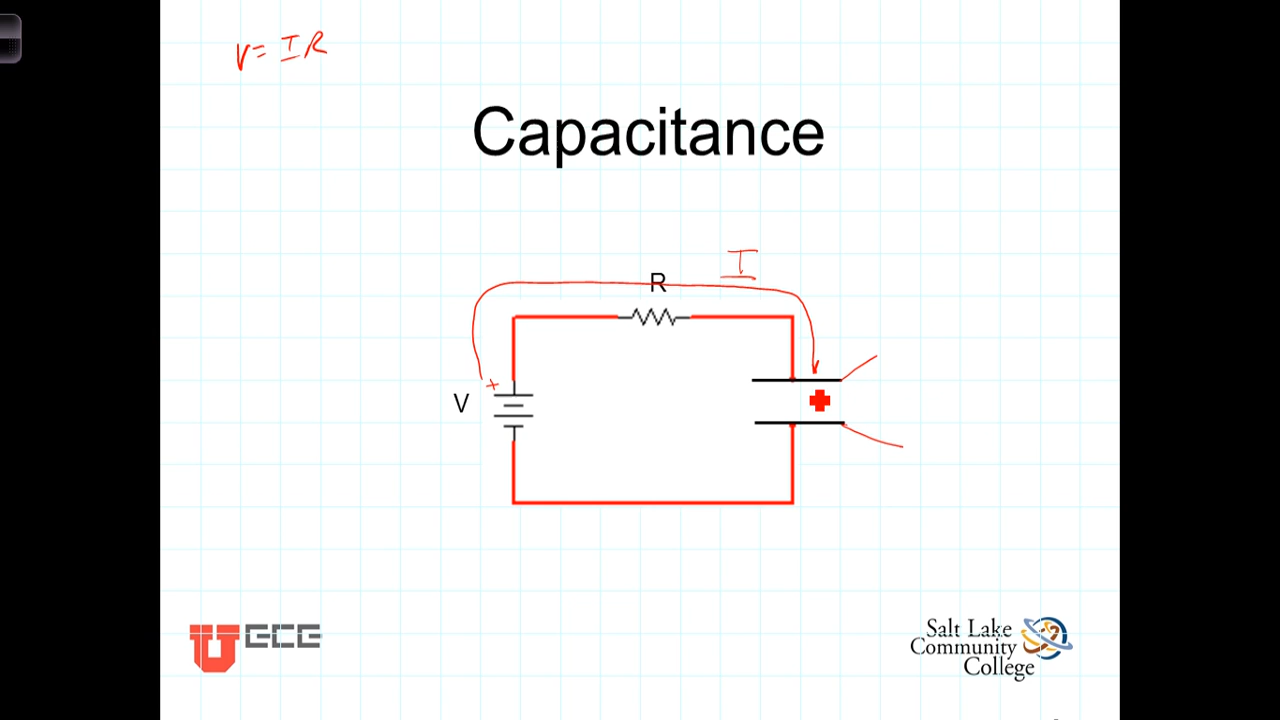 V = IR
Capacitance
I
R
+
V
U ECE
Salt Lake
Community
College